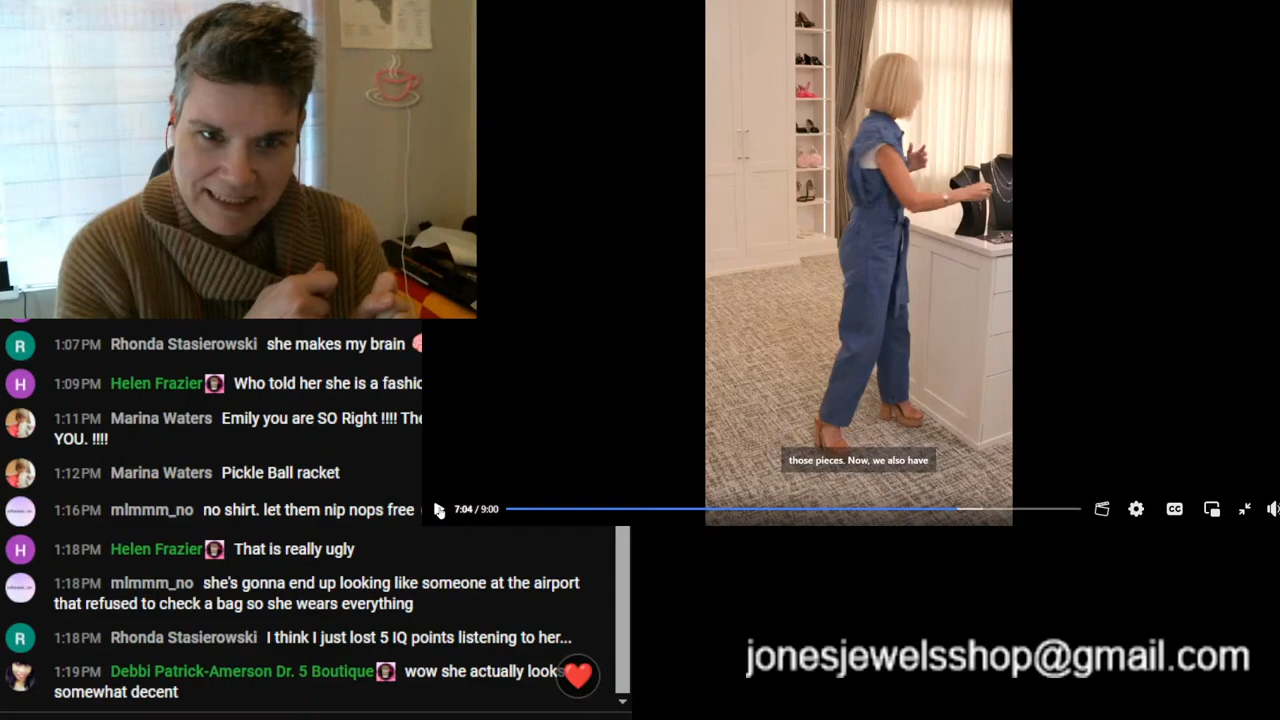 1:07 PM Rhonda Stasierowski she makes my brain
1:09 PM Helen Frazier Who told her she is a fashio
1:11 PM Marina Waters Emily you are SO Right !!!! The
YOU. !!!!
1:12 PM Marina Waters Pickle Ball racket
1:16 PM mlmmm_no no shirt. let them nip nops free
1:18 PM Helen Frazier That is really ugly
1:18 PM mlmmm_no she's gonna end up looking like someone at the airport
that refused to check a bag so she wears everything
1:18 PM Rhonda Stasierowski I think I just lost 5 IQ points listening to her...
1:19 PM Debbi Patrick-Amerson Dr. 5 Boutique wow she actually looks
somewhat decent
those pieces. Now, we also have
7:04 / 9:00
CC
jonesjewelsshop@gmail.com
R
H
H
R